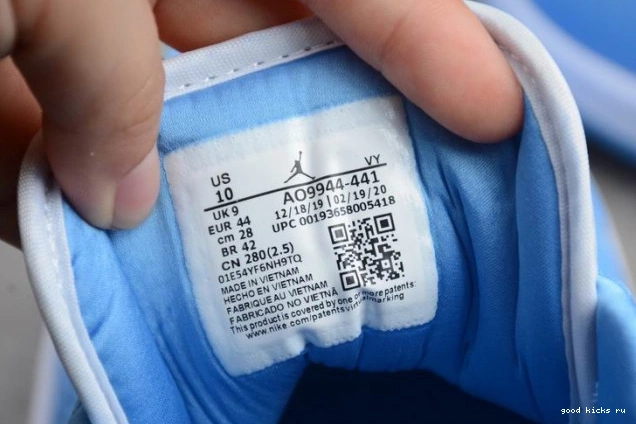 US
10
VY
AO9944-441
UK 9
12/18/19 | 02/19/20
EUR 44
UPC 00193658005418
cm 28
BR 42
CN 280(2.5)
01E54YF6NH9TQ
MADE IN VIETNAM
HECHO EN VIETNAM
FABRIQUE AU VIETNAM
FABRICADO NO VIETNÃ
This product is covered by one or more patents:
www.nike.com/patents marking
good kicks ru